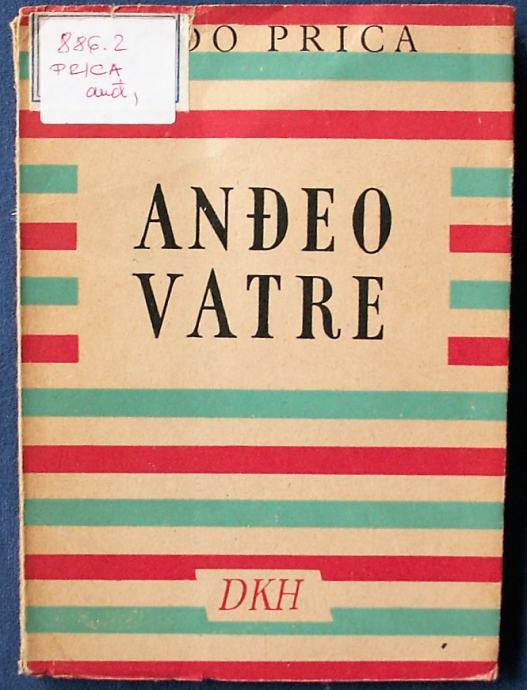 886.2
PRICA
anđ,
DO PRICA
ANĐEO
VATRE
DKH